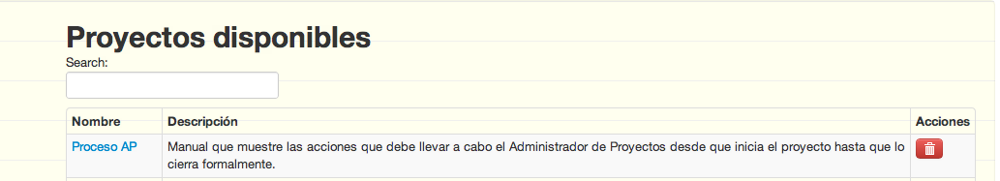 Proyectos disponibles
Search:
Nombre Descripción Acciones
Proceso AP Manual que muestre las acciones que debe llevar a cabo el Administrador de Proyectos desde que inicia el proyecto hasta que lo
cierra formalmente.